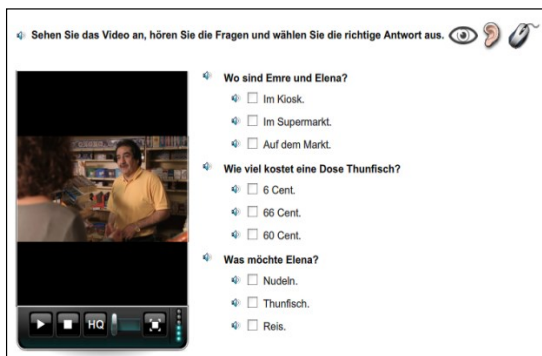 Sehen Sie das Video an, hören Sie die Fragen und wählen Sie die richtige Antwort aus.
Wo sind Emre und Elena?
Im Kiosk.
Im Supermarkt.
Auf dem Markt.
Wie viel kostet eine Dose Thunfisch?
6 Cent.
66 Cent.
60 Cent.
Was möchte Elena?
Nudeln.
Thunfisch.
Reis.
HQ